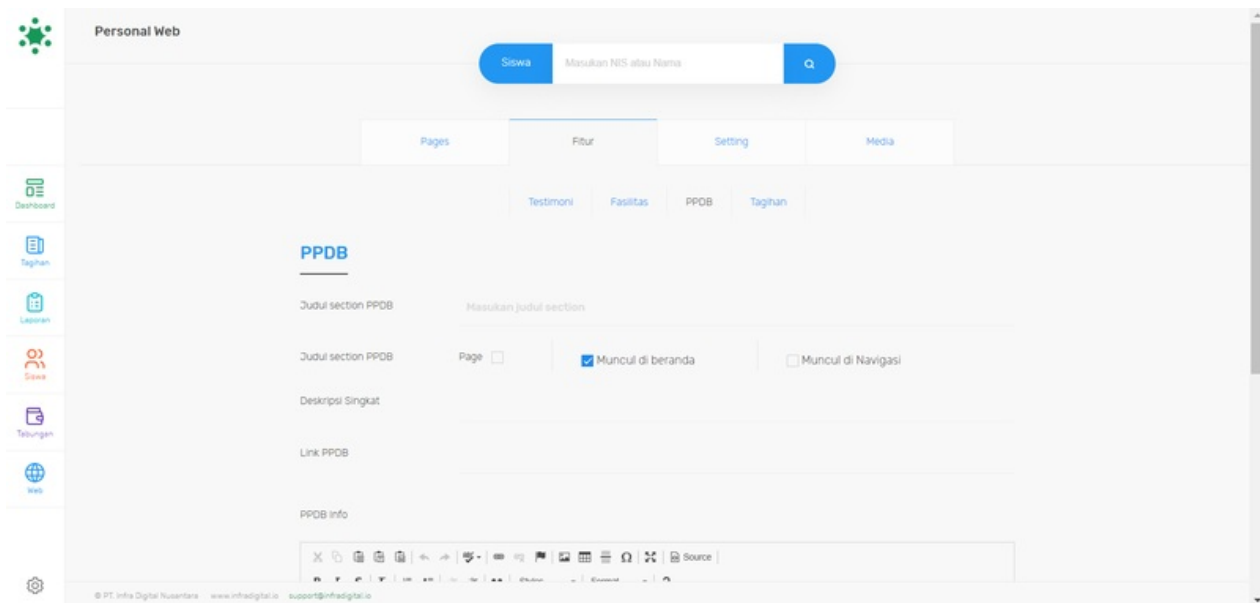 Personal Web
Siswa Masukan NIS atau Nama
Pages Fitur Setting Media
Testimoni Fasilitas PPDB Tagihan
Dashboard
Tagihan
Laporan
Siswa
Tabungan
Web
PPDB
Judul section PPDB Masukan judul section
Judul section PPDB Page Muncul di beranda Muncul di Navigasi
Deskripsi Singkat
Link PPDB
PPDB Info
Source
Styles Format
© PT. Infra Digital Nusantara www.infradigital.io support@infradigital.io